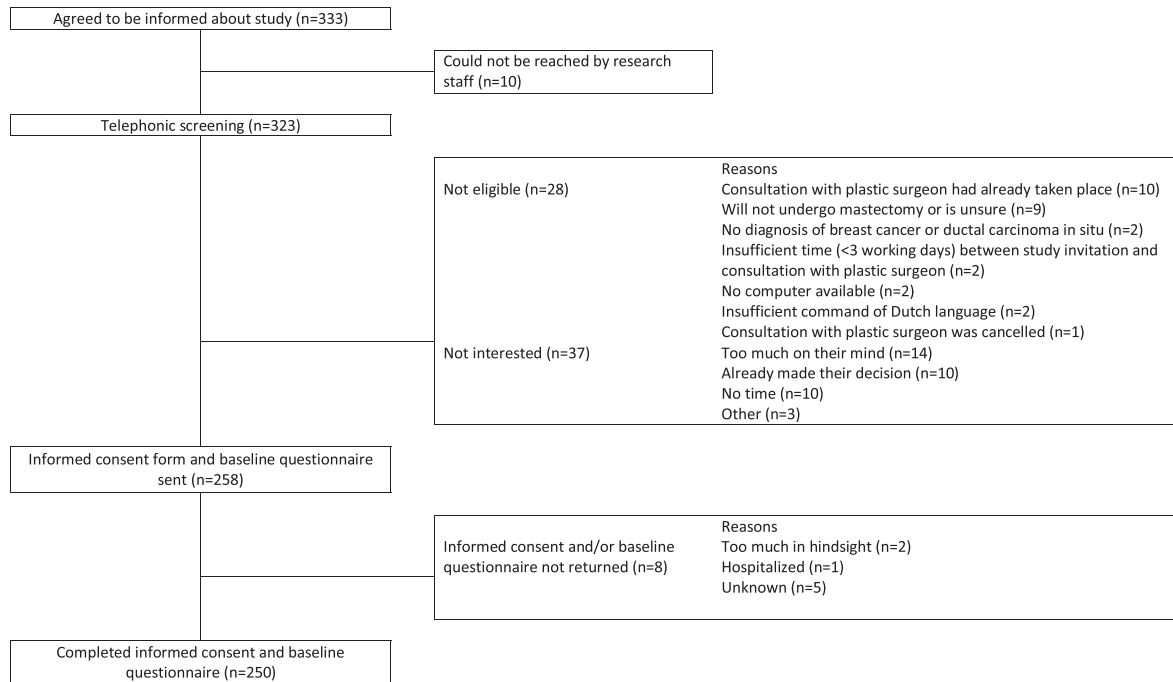 Agreed to be informed about study (n=333)
Could not be reached by research
staff (n=10)
Telephonic screening (n=323)
Reasons
Not eligible (n=28)
Consultation with plastic surgeon had already taken place (n=10)
Will not undergo mastectomy or is unsure (n=9)
No diagnosis of breast cancer or ductal carcinoma in situ (n=2)
Insufficient time (<3 working days) between study invitation and
consultation with plastic surgeon (n=2)
No computer available (n=2)
Insufficient command of Dutch language (n=2)
Consultation with plastic surgeon was cancelled (n=1)
Not interested (n=37)
Too much on their mind (n=14)
Already made their decision (n=10)
No time (n=10)
Other (n=3)
Informed consent form and baseline questionnaire
sent (n=258)
Reasons
Informed consent and/or baseline
questionnaire not returned (n=8)
Too much in hindsight (n=2)
Hospitalized (n=1)
Unknown (n=5)
Completed informed consent and baseline
questionnaire (n=250)